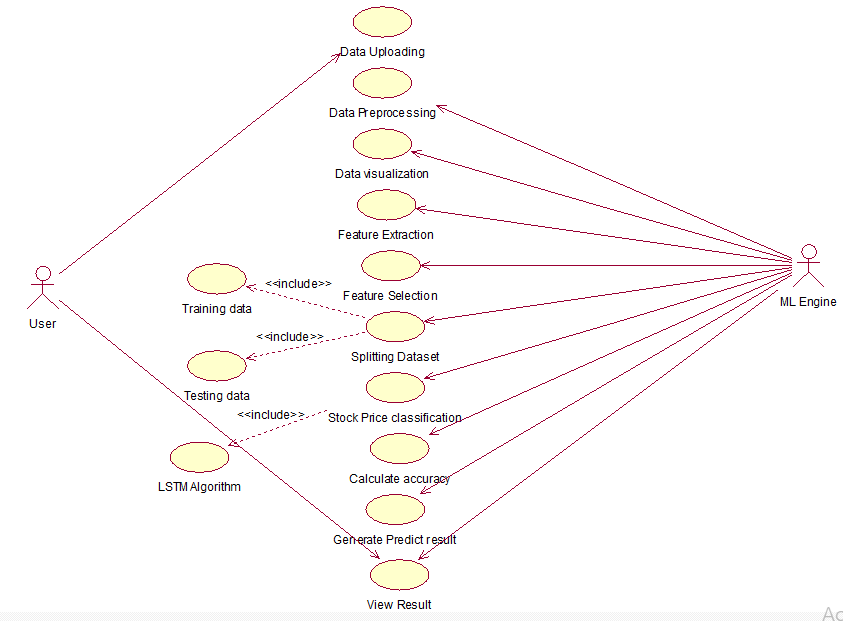 Data Uploading
Data Preprocessing
Data visualization
Feature Extraction
Feature Selection
<<include>>
Training data
<<include>>
Splitting Dataset
Testing data
<<include>>
Stock Price classification
LSTM Algorithm
Calculate accuracy
Generate Predict result
View Result
User
ML Engine